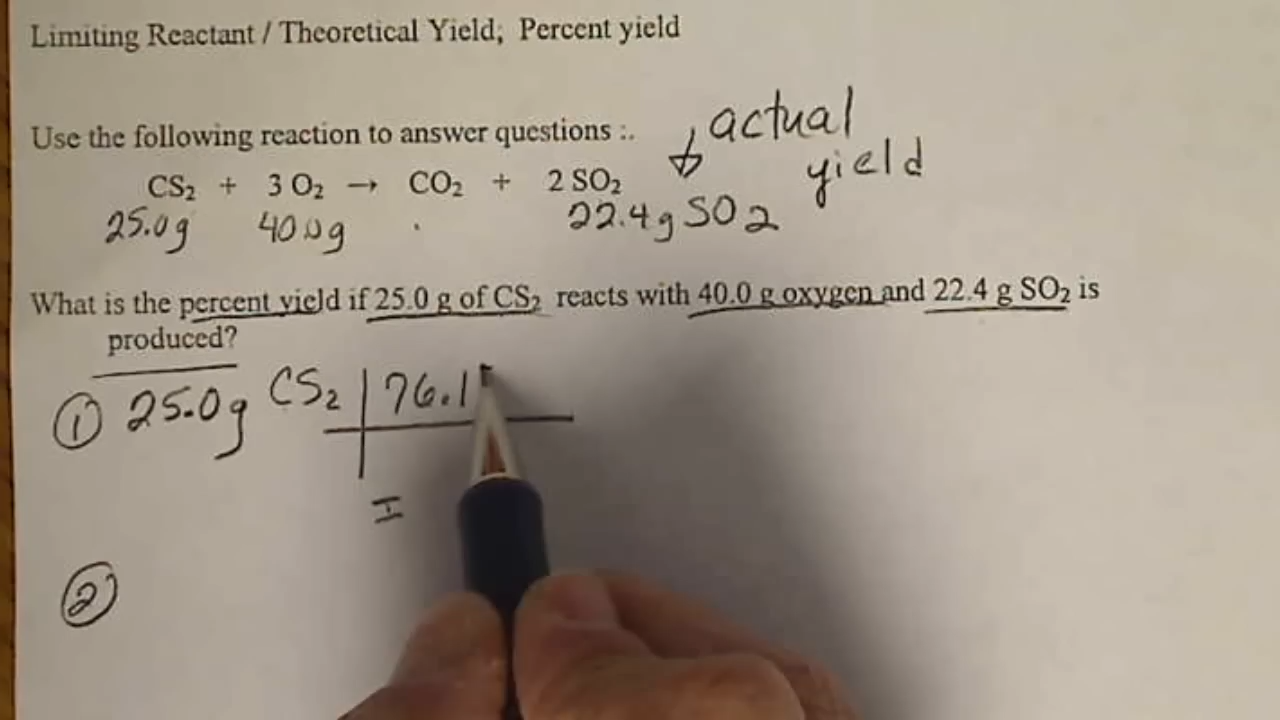 Limiting Reactant / Theoretical Yield; Percent yield
Use the following reaction to answer questions :.
actual
yield
CS₂ + 3 O₂ → CO₂ + 2 SO₂
25.0g 40.0g 22.4g SO2
What is the percent yield if 25.0 g of CS₂ reacts with 40.0 g oxygen and 22.4 g SO₂ is
produced?
① 25.0g CS₂ | 76.1
=
②